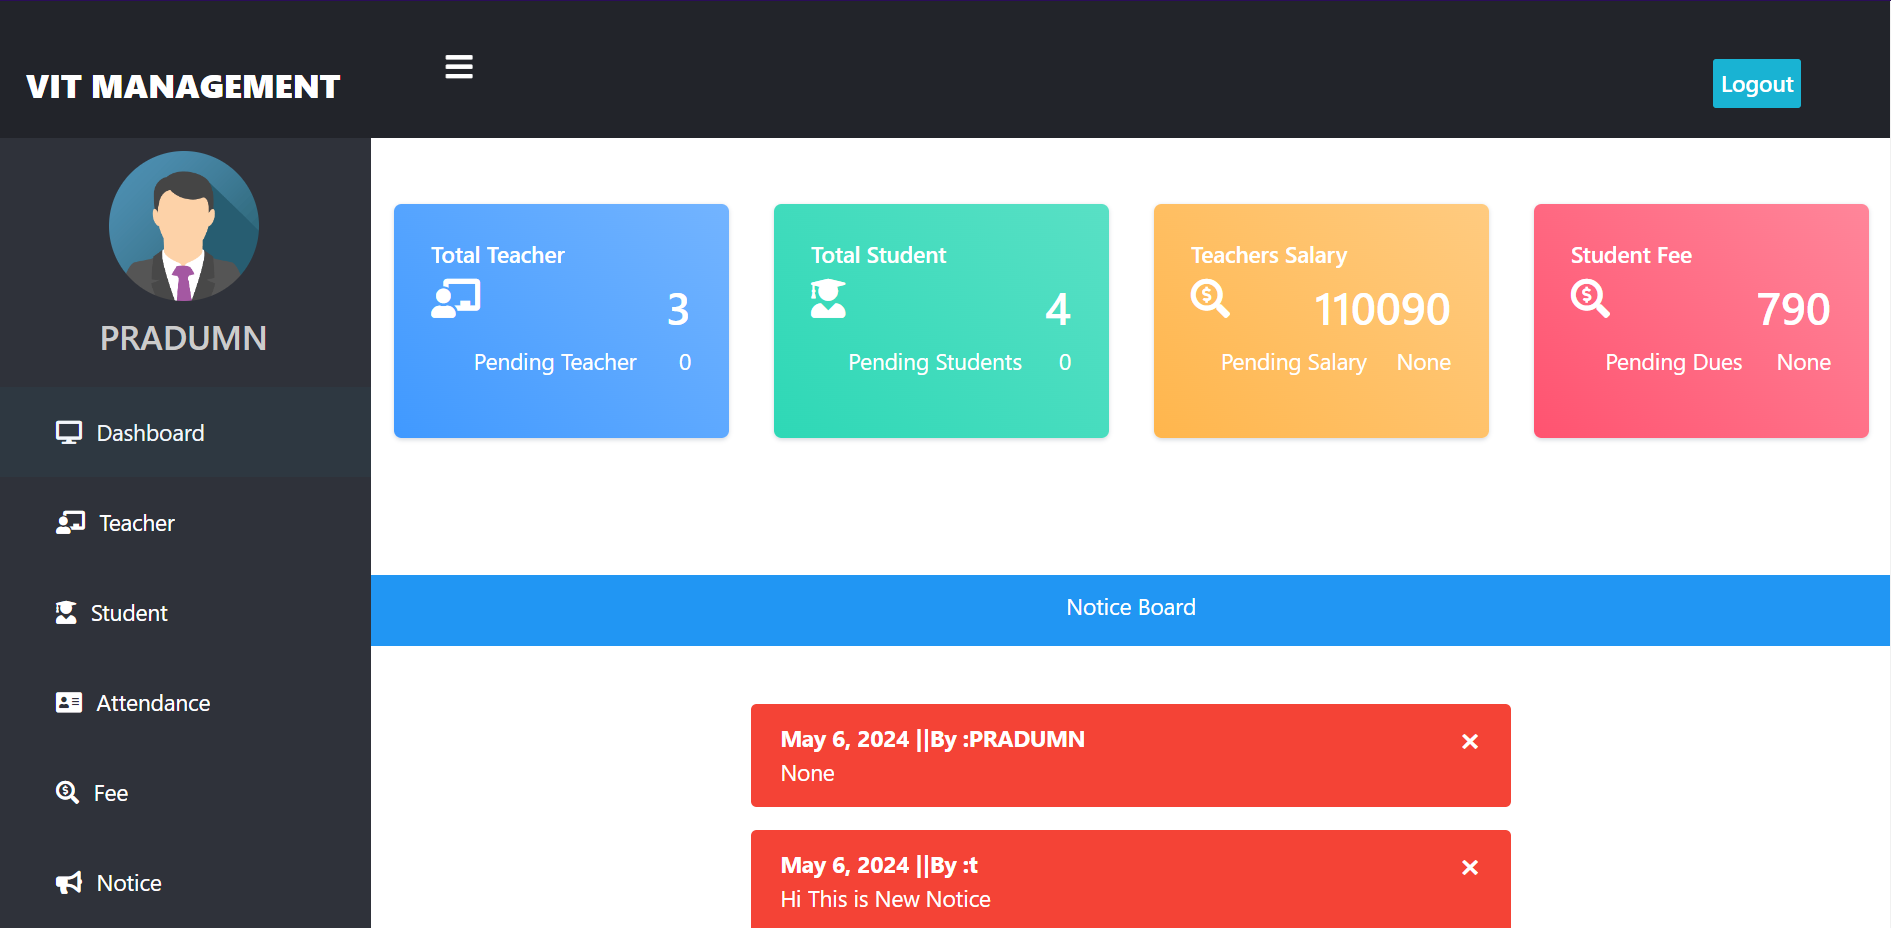 VIT MANAGEMENT
Logout
PRADUMN
Dashboard
Teacher
Student
Attendance
Fee
Notice
Total Teacher
3
Pending Teacher 0
Total Student
4
Pending Students 0
Teachers Salary
110090
Pending Salary None
Student Fee
790
Pending Dues None
Notice Board
May 6, 2024 ||By :PRADUMN
None
May 6, 2024 ||By :t
Hi This is New Notice